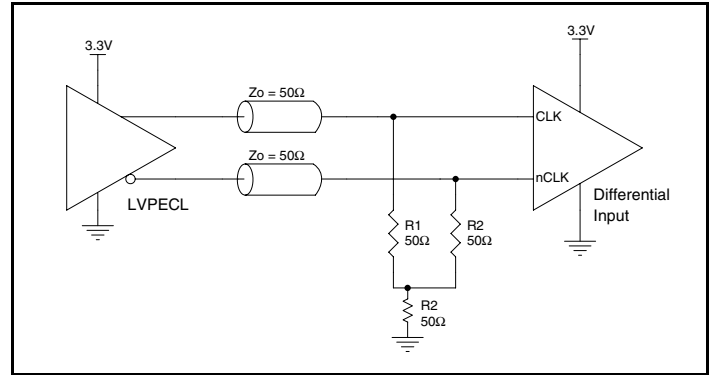 3.3V
3.3V
Zo = 50Ω
CLK
Zo = 50Ω
nCLK
LVPECL
Differential
Input
R1
50Ω
R2
50Ω
R2
50Ω